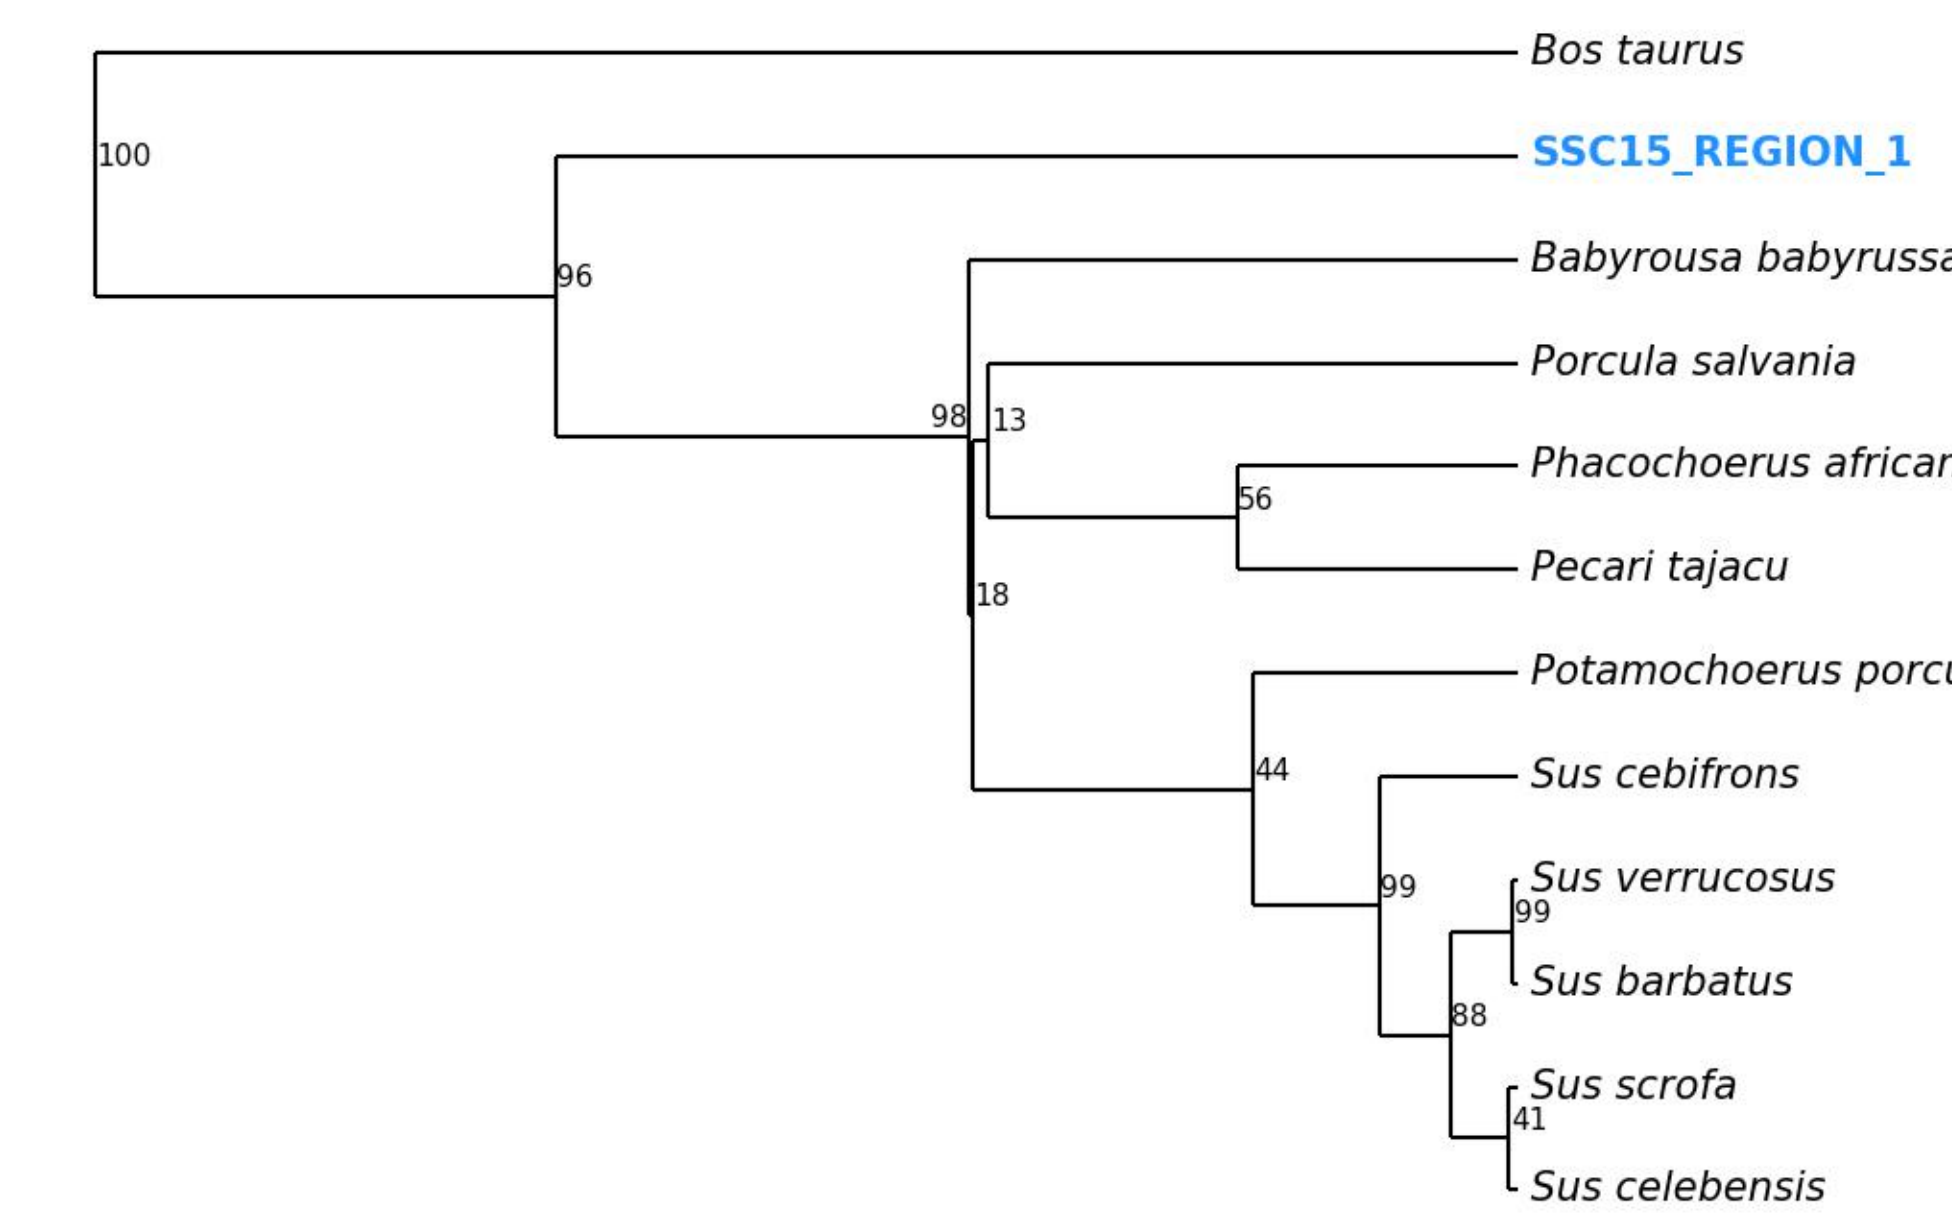 Bos taurus
100
SSC15_REGION_1
Babyrousa babyrussa
96
Porcula salvania
98
13
Phacochoerus african
56
Pecari tajacu
18
Potamochoerus porcu
44
Sus cebifrons
99
Sus verrucosus
99
Sus barbatus
88
Sus scrofa
41
Sus celebensis